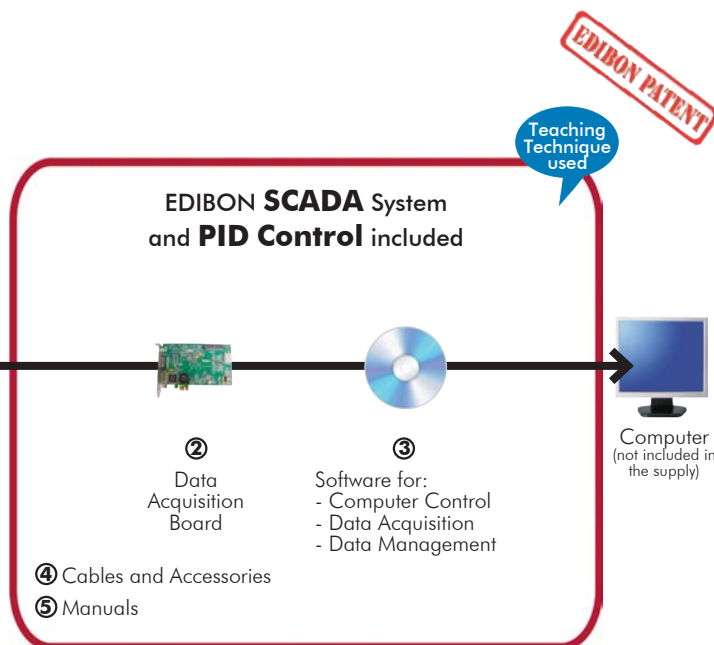 EDIBON PATENT
Teaching
Technique
used
EDIBON SCADA System
and PID Control included
②
Data
Acquisition
Board
③
Software for:
- Computer Control
- Data Acquisition
- Data Management
Computer
(not included in
the supply)
④ Cables and Accessories
⑤ Manuals